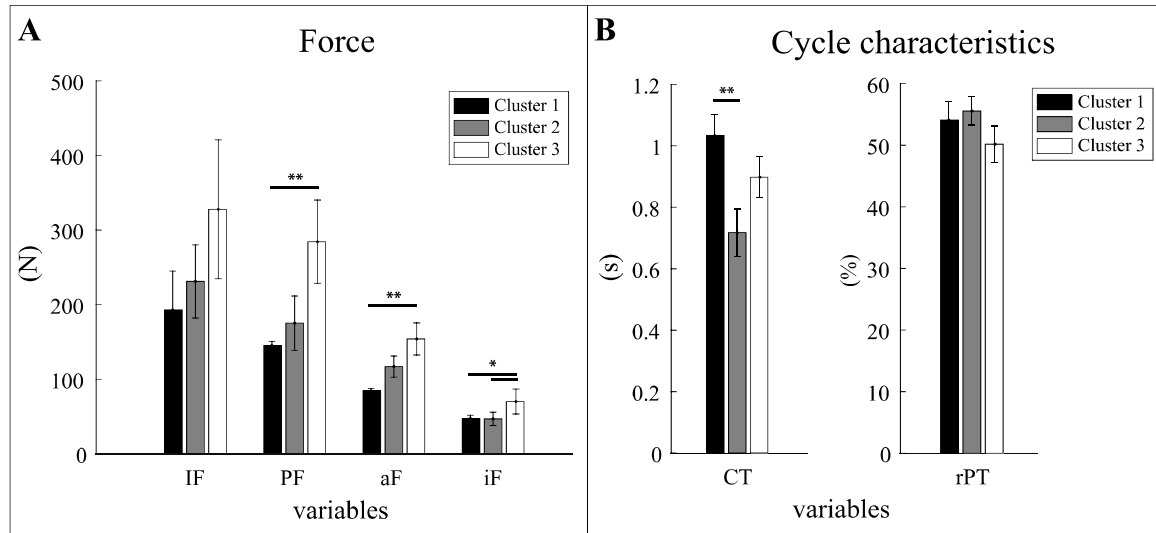 A
Force
500
400
300
200
100
0
(N)
Cluster 1
Cluster 2
Cluster 3
**
**
*
IF PF aF iF
variables
B
Cycle characteristics
1.2
1
0.8
0.6
0.4
0.2
0
(s)
**
CT
60
50
40
30
20
10
0
(%)
Cluster 1
Cluster 2
Cluster 3
rPT
variables